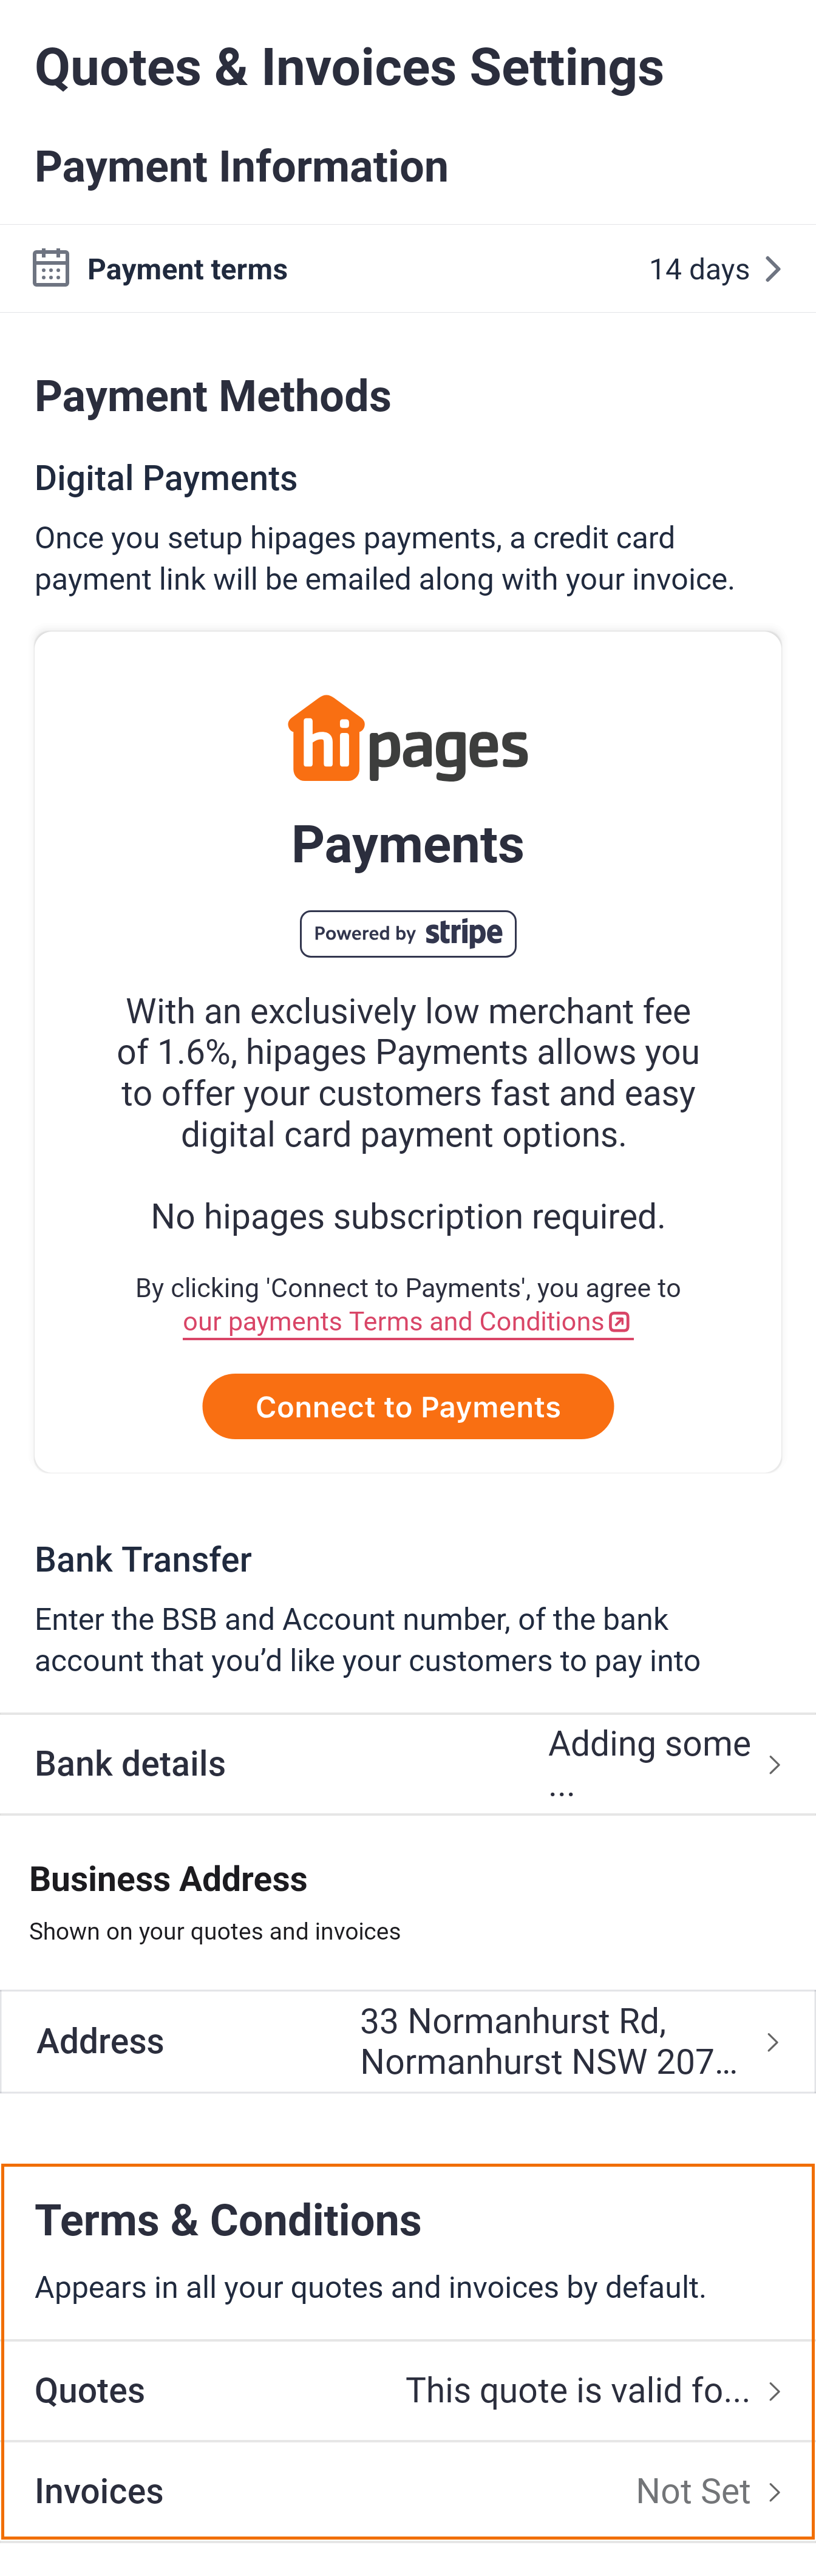 Quotes & Invoices Settings
Payment Information
Payment terms 14 days
Payment Methods
Digital Payments
Once you setup hipages payments, a credit card
payment link will be emailed along with your invoice.
hipages
Payments
Powered by stripe
With an exclusively low merchant fee
of 1.6%, hipages Payments allows you
to offer your customers fast and easy
digital card payment options.
No hipages subscription required.
By clicking 'Connect to Payments', you agree to
our payments Terms and Conditions
Connect to Payments
Bank Transfer
Enter the BSB and Account number, of the bank
account that you’d like your customers to pay into
Bank details Adding some
...
Business Address
Shown on your quotes and invoices
Address 33 Normanhurst Rd,
Normanhurst NSW 207...
Terms & Conditions
Appears in all your quotes and invoices by default.
Quotes This quote is valid fo...
Invoices Not Set